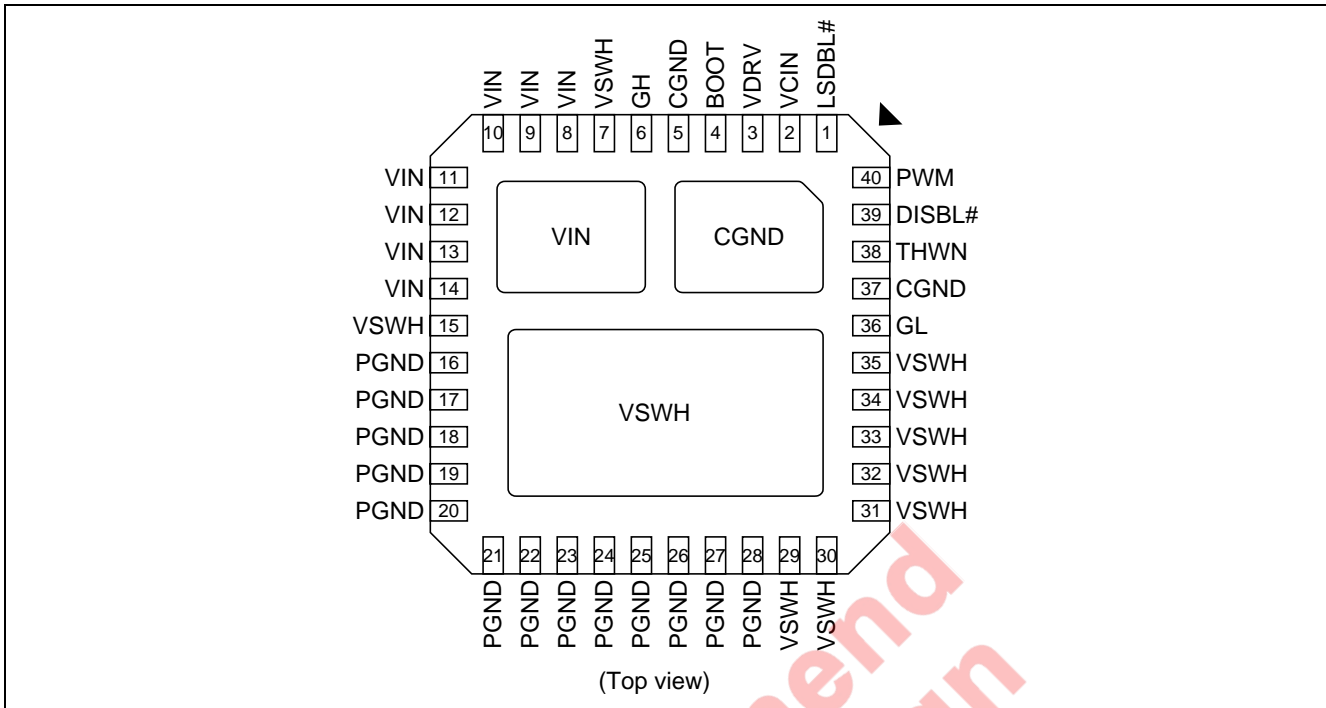 VIN
VIN
VIN
VSWH
GH
CGND
BOOT
VDRV
VCIN
LSDBL#
10 9 8 7 6 5 4 3 2 1
VIN 11
VIN 12
VIN 13
VIN 14
VSWH 15
PGND 16
PGND 17
PGND 18
PGND 19
PGND 20
VIN
CGND
VSWH
40 PWM
39 DISBL#
38 THWN
37 CGND
36 GL
35 VSWH
34 VSWH
33 VSWH
32 VSWH
31 VSWH
21 22 23 24 25 26 27 28 29 30
PGND
PGND
PGND
PGND
PGND
PGND
PGND
PGND
VSWH
VSWH
(Top view)